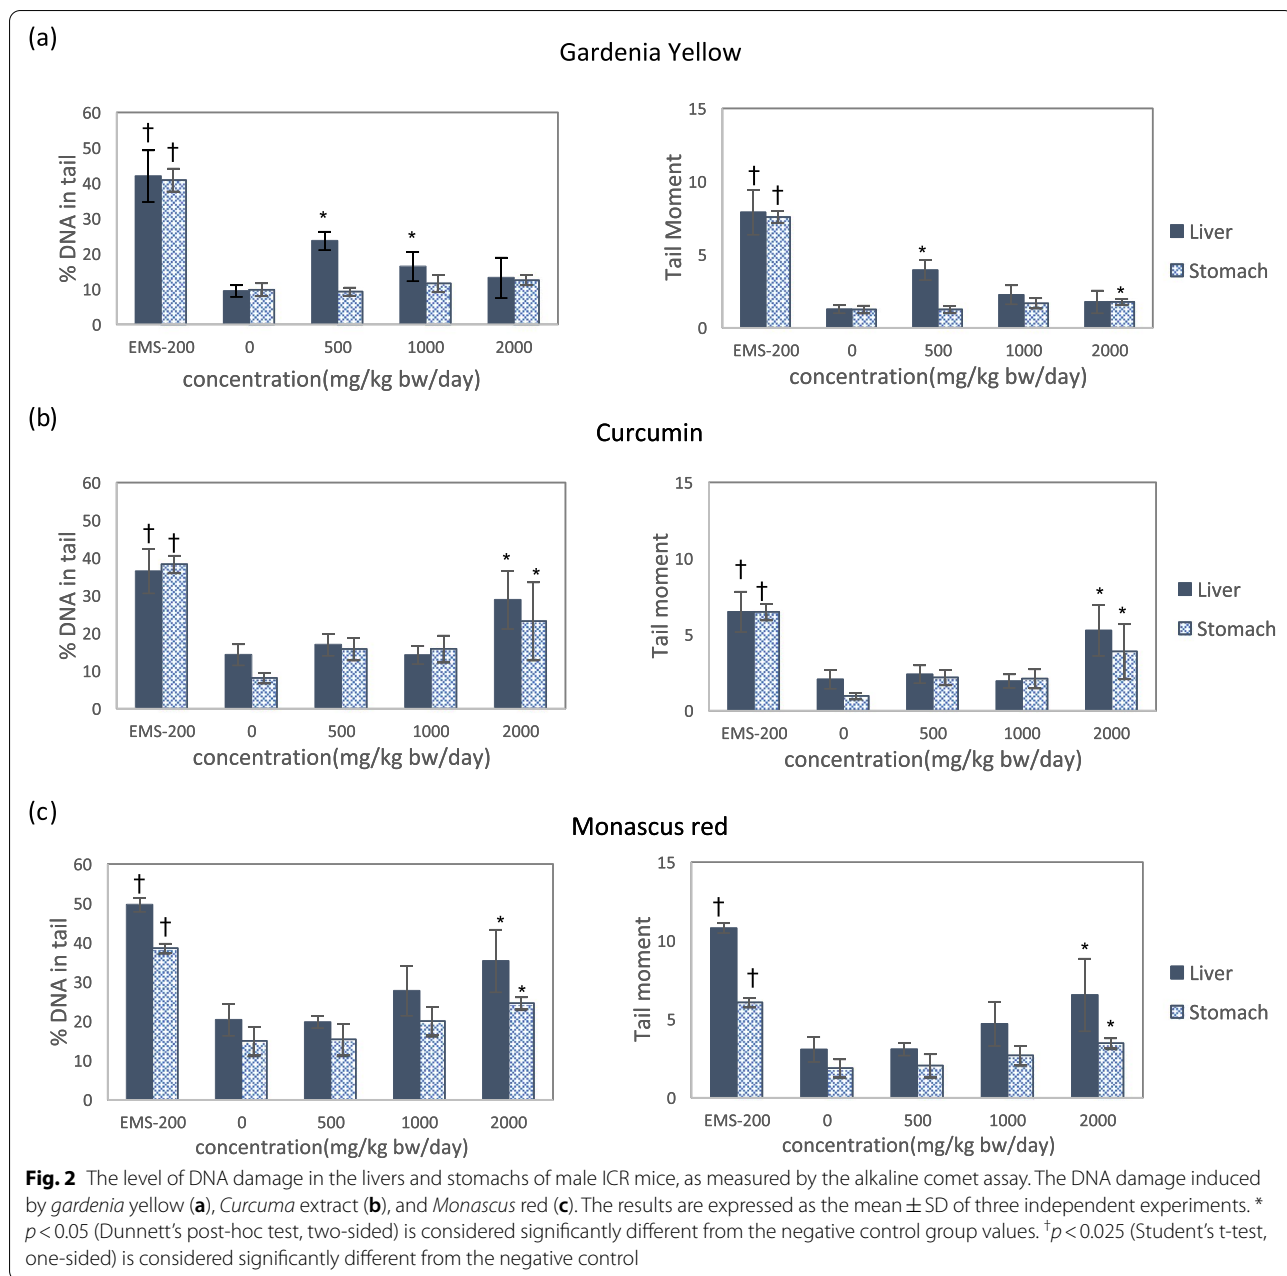 (a)
Gardenia Yellow
60
50
40
30
20
10
0
% DNA in tail
†
†
*
*
EMS-200 0 500 1000 2000
concentration(mg/kg bw/day)
15
10
5
0
Tail Moment
†
†
*
*
EMS-200 0 500 1000 2000
concentration(mg/kg bw/day)
Liver
Stomach
(b)
Curcumin
60
50
40
30
20
10
0
% DNA in tail
†
†
*
*
EMS-200 0 500 1000 2000
concentration(mg/kg bw/day)
15
10
5
0
Tail moment
†
†
*
*
EMS-200 0 500 1000 2000
concentration(mg/kg bw/day)
Liver
Stomach
(c)
Monascus red
60
50
40
30
20
10
0
% DNA in tail
†
†
*
*
EMS-200 0 500 1000 2000
concentration(mg/kg bw/day)
15
10
5
0
Tail moment
†
†
*
*
EMS-200 0 500 1000 2000
concentration(mg/kg bw/day)
Liver
Stomach
Fig. 2 The level of DNA damage in the livers and stomachs of male ICR mice, as measured by the alkaline comet assay. The DNA damage induced
by gardenia yellow (a), Curcuma extract (b), and Monascus red (c). The results are expressed as the mean ± SD of three independent experiments. *
p < 0.05 (Dunnett's post-hoc test, two-sided) is considered significantly different from the negative control group values. †p < 0.025 (Student's t-test,
one-sided) is considered significantly different from the negative control